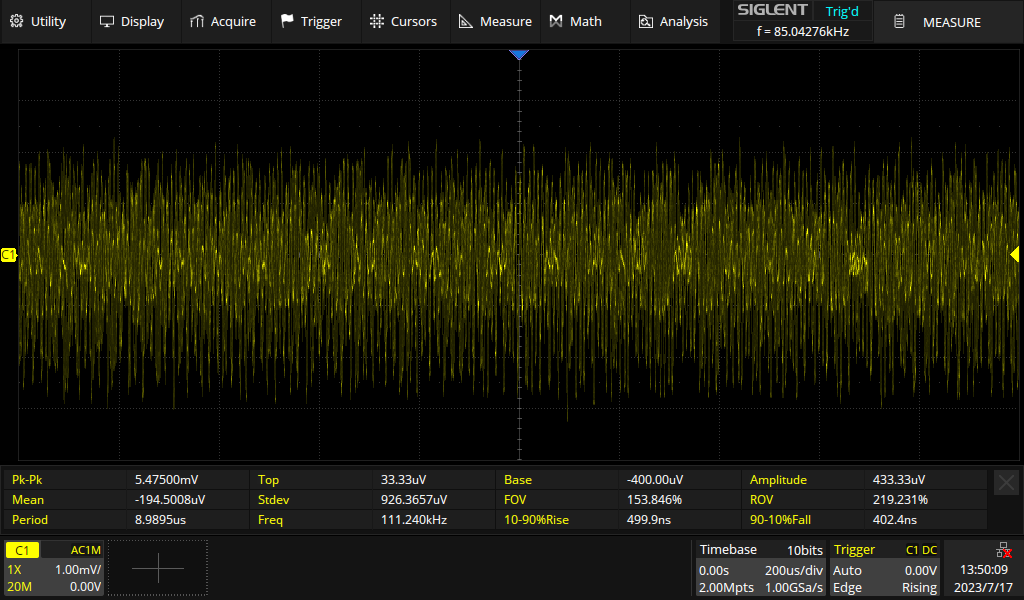 Utility Display Acquire Trigger Cursors Measure Math Analysis SIGLENT Trig'd MEASURE
f = 85.04276kHz
C1
Pk-Pk 5.47500mV Top 33.33uV Base -400.00uV Amplitude 433.33uV
Mean -194.5008uV Stdev 926.3657uV FOV 153.846% ROV 219.231%
Period 8.9895us Freq 111.240kHz 10-90%Rise 499.9ns 90-10%Fall 402.4ns
C1 AC1M Timebase 10bits Trigger C1 DC
1X 1.00mV/ 0.00s 200us/div Auto 0.00V 13:50:09
20M 0.00V 2.00Mpts 1.00GSa/s Edge Rising 2023/7/17